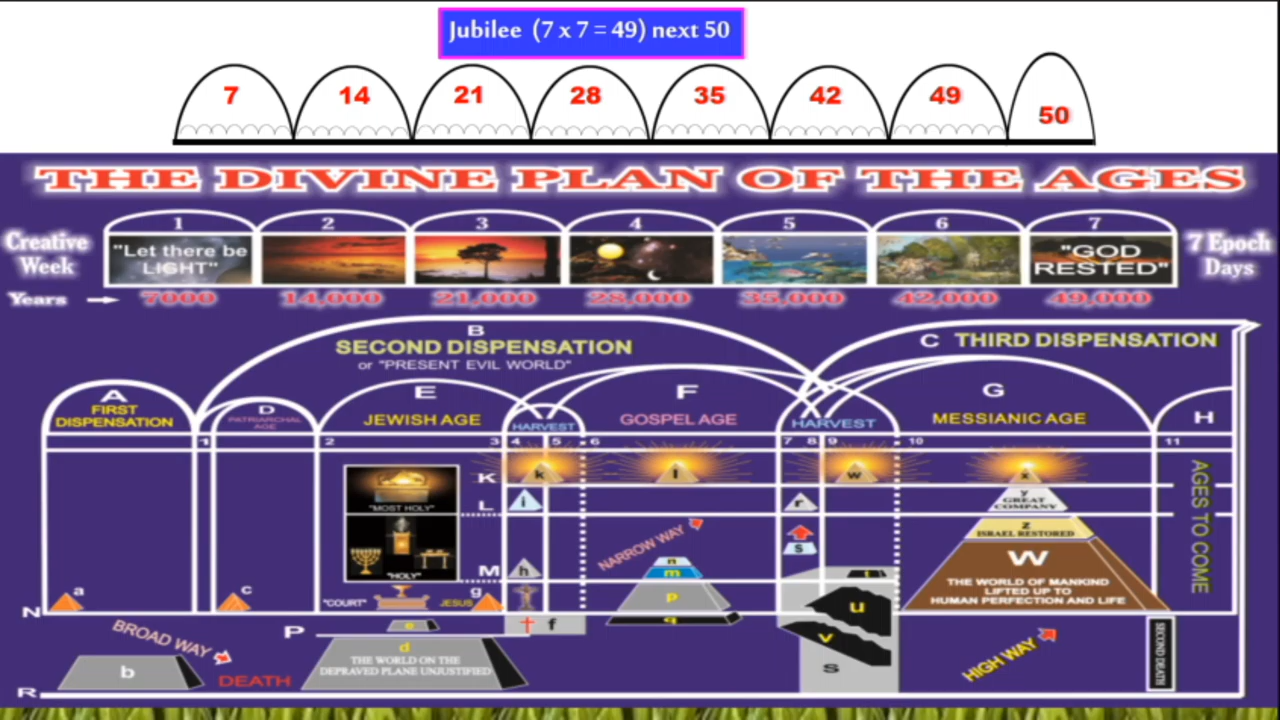 Jubilee (7 x 7 = 49) next 50
7 14 21 28 35 42 49 50
THE DIVINE PLAN OF THE AGES
1 2 3 4 5 6 7
Creative Week
"Let there be LIGHT"
"GOD RESTED"
7 Epoch Days
Years
7000 14,000 21,000 28,000 35,000 42,000 49,000
B
SECOND DISPENSATION
or "PRESENT EVIL WORLD"
C THIRD DISPENSATION
A
FIRST
DISPENSATION
D
PATRIARCHAL
AGE
E
JEWISH AGE
HARVEST
F
GOSPEL AGE
HARVEST
G
MESSIANIC AGE
H
1 2 3 4 5 6 7 8 9 10 11
K
k l w x
"MOST HOLY"
L
i r
y
GREAT
COMPANY
Z
ISRAEL RESTORED
AGES TO COME
NARROW WAY
s
"HOLY"
M
h
n
m
t
W
THE WORLD OF MANKIND
LIFTED UP TO
HUMAN PERFECTION AND LIFE
N
a
c
"COURT"
JESUS
g
p
q
u
BROAD WAY
P
e
f
v
d
THE WORLD ON THE
DEPRAVED PLANE UNJUSTIFIED
b
DEATH
S
HIGH WAY
SECOND DEATH
R